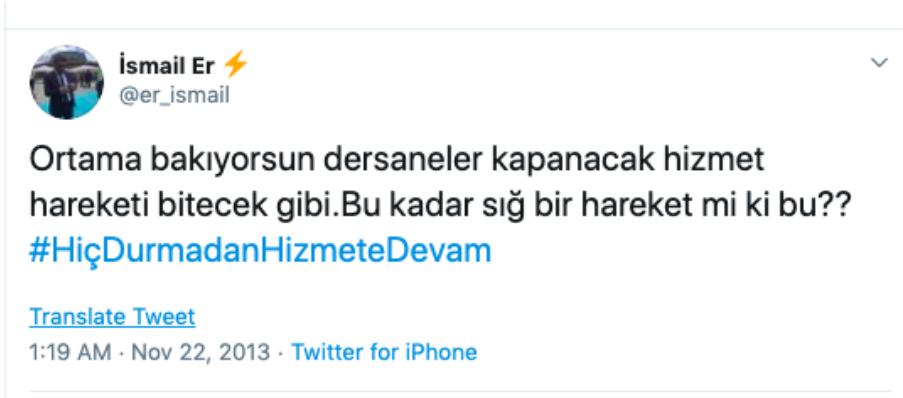 İsmail Er ⚡
@er_ismail
Ortama bakıyorsun dersaneler kapanacak hizmet
hareketi bitecek gibi.Bu kadar sığ bir hareket mi ki bu??
#HiçDurmadanHizmeteDevam
Translate Tweet
1:19 AM · Nov 22, 2013 · Twitter for iPhone